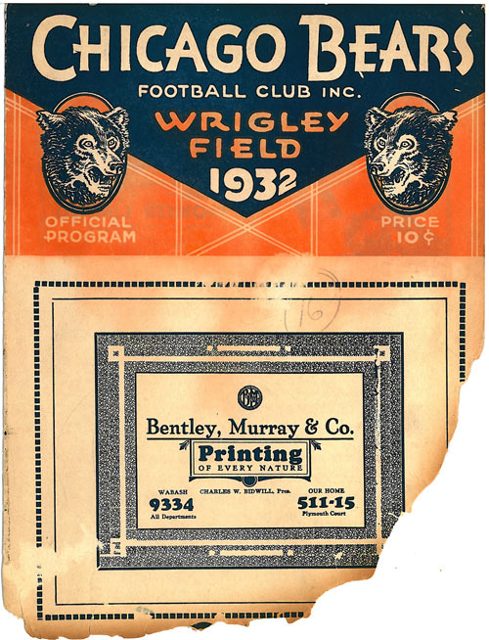 CHICAGO BEARS
FOOTBALL CLUB INC.
WRIGLEY
FIELD
1932
OFFICIAL
PROGRAM
PRICE
10¢
(16)
BM
Bentley, Murray & Co.
Printing
OF EVERY NATURE
WABASH
9334
All Departments
CHARLES W. BIDWILL, Pres.
OUR HOME
511-15
Plymouth Court